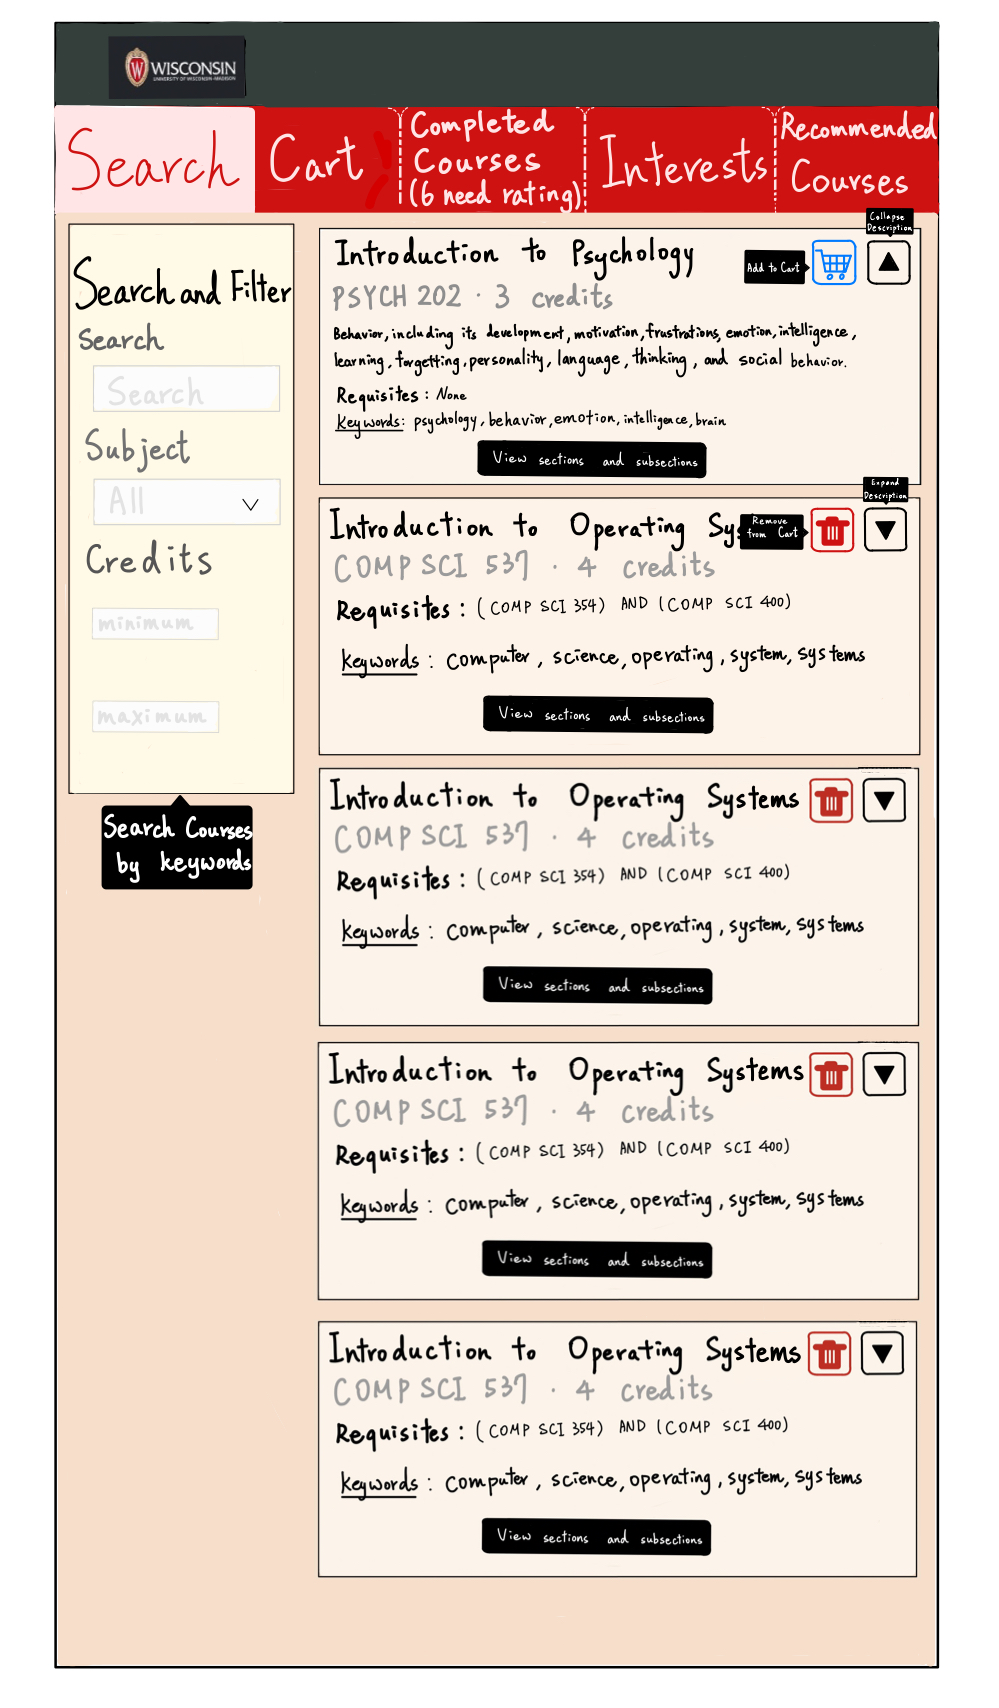 WISCONSIN
UNIVERSITY OF WISCONSIN-MADISON
Search
Cart
Completed
Courses
(6 need rating)
Interests
Recommended
Courses
Search and Filter
Search
Search
Subject
All
Credits
minimum
maximum
Search Courses
by keywords
Collapse
Description
Introduction to Psychology
Add to Cart
PSYCH 202 · 3 credits
Behavior, including its development, motivation, frustrations, emotion, intelligence,
learning, forgetting, personality, language, thinking, and social behavior.
Requisites: None
Keywords: psychology, behavior, emotion, intelligence, brain
View sections and subsections
Expand
Description
Introduction to Operating Sys
Remove
from Cart
COMP SCI 537 · 4 credits
Requisites: (COMP SCI 354) AND (COMP SCI 400)
Keywords: computer, science, operating, system, systems
View sections and subsections
Introduction to Operating Systems
COMP SCI 537 · 4 credits
Requisites: (COMP SCI 354) AND (COMP SCI 400)
Keywords: computer, science, operating, system, systems
View sections and subsections
Introduction to Operating Systems
COMP SCI 537 · 4 credits
Requisites: (COMP SCI 354) AND (COMP SCI 400)
Keywords: computer, science, operating, system, systems
View sections and subsections
Introduction to Operating Systems
COMP SCI 537 · 4 credits
Requisites: (COMP SCI 354) AND (COMP SCI 400)
Keywords: computer, science, operating, system, systems
View sections and subsections